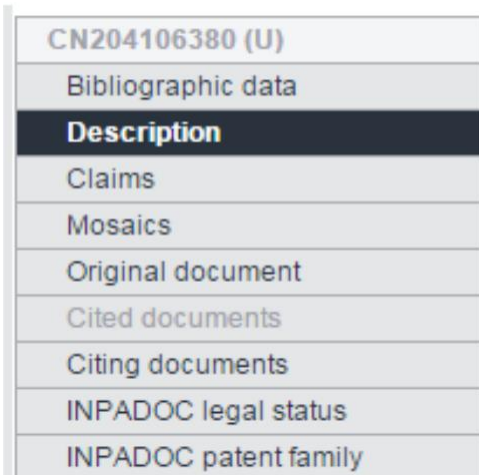 CN204106380 (U)
Bibliographic data
Description
Claims
Mosaics
Original document
Cited documents
Citing documents
INPADOC legal status
INPADOC patent family